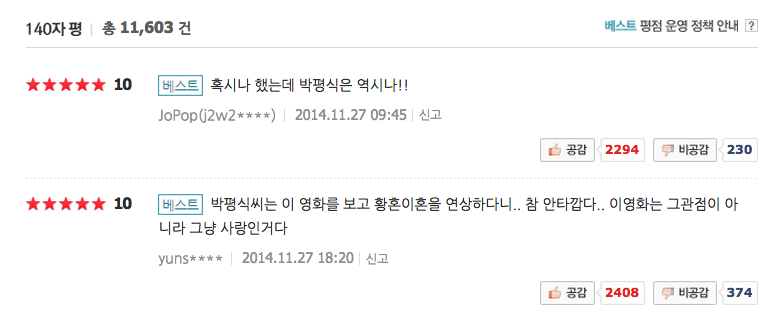 140자 평 | 총 11,603 건 베스트 평점 운영 정책 안내 ?
★★★★★ 10 베스트 혹시나 했는데 박평식은 역시나!!
JoPop(j2w2****) | 2014.11.27 09:45 | 신고
공감 2294 비공감 230
★★★★★ 10 베스트 박평식씨는 이 영화를 보고 황혼이혼을 연상하다니.. 참 안타깝다.. 이영화는 그관점이 아
니라 그냥 사랑인거다
yuns**** | 2014.11.27 18:20 | 신고
공감 2408 비공감 374